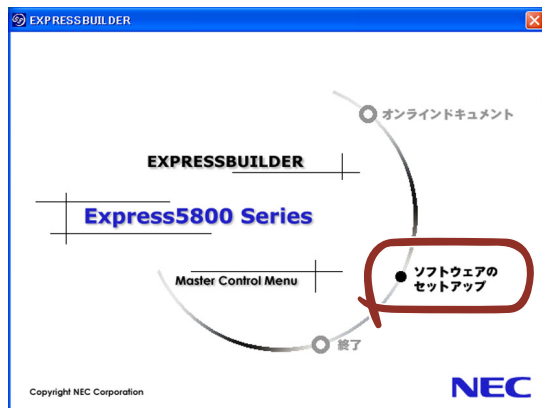 EXPRESSBUILDER
オンラインドキュメント
EXPRESSBUILDER
Express5800 Series
ソフトウェアの
セットアップ
Master Control Menu
終了
Copyright NEC Corporation
NEC